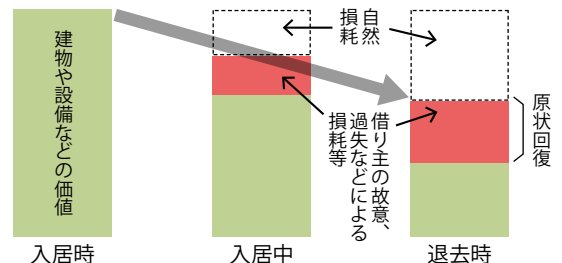 建物や設備などの価値
自然
損耗
借り主の故意、
過失などによる
損耗等
原状回復
入居時
入居中
退去時